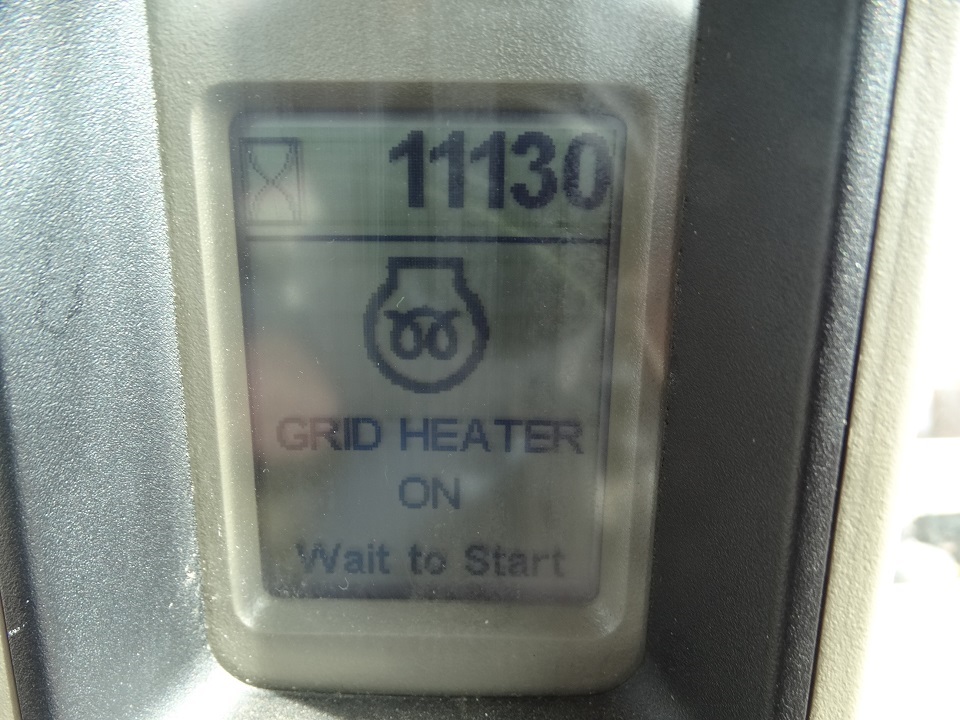 11130
GRID HEATER
ON
Wait to Start